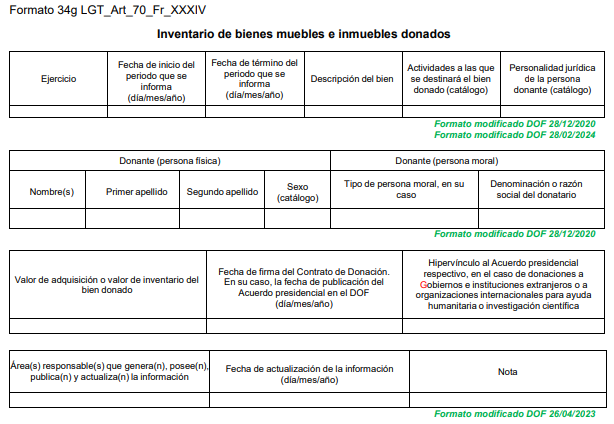 Formato 34g LGT_Art_70_Fr_XXXIV
Inventario de bienes muebles e inmuebles donados
Ejercicio
Fecha de inicio del
periodo que se
informa
(día/mes/año)
Fecha de término del
periodo que se
informa
(día/mes/año)
Descripción del bien
Actividades a las que
se destinará el bien
donado (catálogo)
Personalidad jurídica
de la persona
donante (catálogo)
Formato modificado DOF 28/12/2020
Formato modificado DOF 28/02/2024
Donante (persona física)
Donante (persona moral)
Nombre(s)
Primer apellido
Segundo apellido
Sexo
(catálogo)
Tipo de persona moral, en su
caso
Denominación o razón
social del donatario
Formato modificado DOF 28/12/2020
Valor de adquisición o valor de inventario del
bien donado
Fecha de firma del Contrato de Donación.
En su caso, la fecha de publicación del
Acuerdo presidencial en el DOF
(día/mes/año)
Hipervínculo al Acuerdo presidencial
respectivo, en el caso de donaciones a
Gobiernos e instituciones extranjeros o a
organizaciones internacionales para ayuda
humanitaria o investigación científica
Área(s) responsable(s) que genera(n), posee(n),
publica(n) y actualiza(n) la información
Fecha de actualización de la información
(día/mes/año)
Nota
Formato modificado DOF 26/04/2023